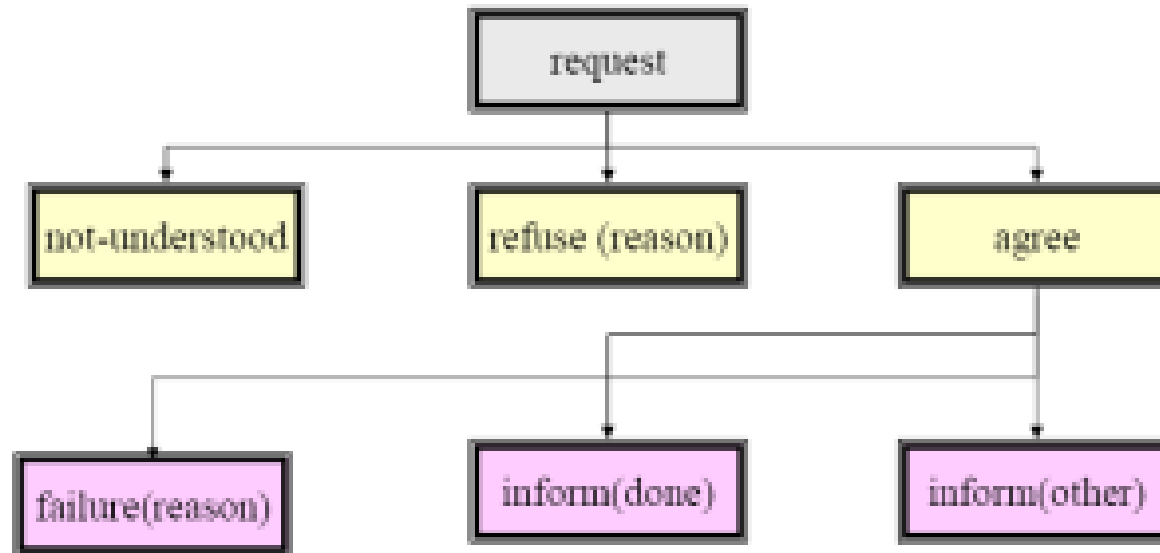 request
not-understood
refuse (reason)
agree
failure(reason)
inform(done)
inform(other)